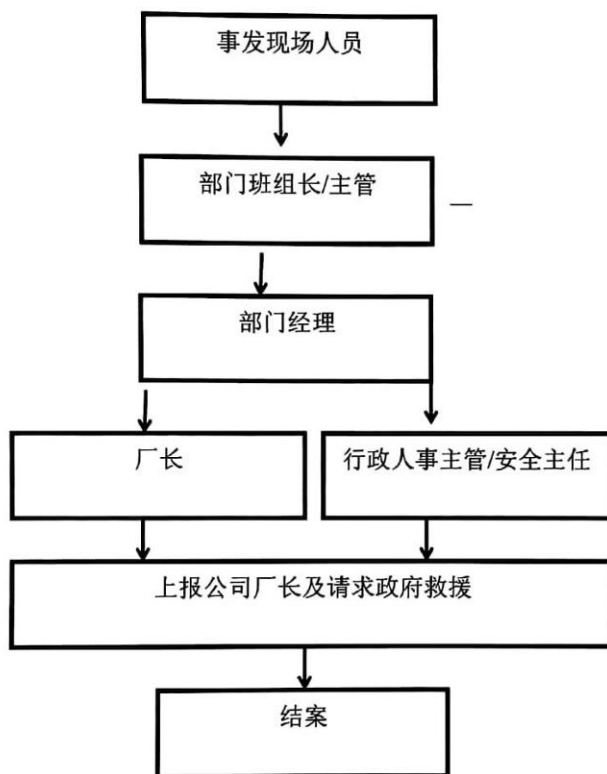 事发现场人员
部门班组长/主管
—
部门经理
厂长
行政人事主管/安全主任
上报公司厂长及请求政府救援
结案